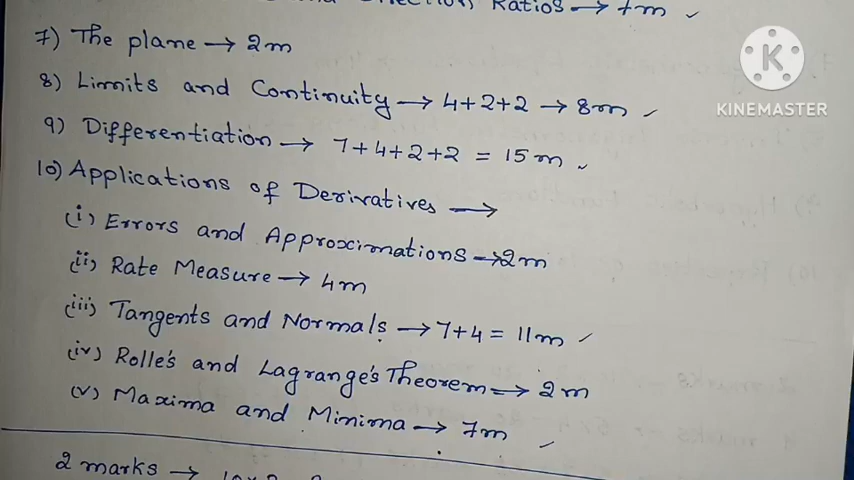 Ratios → 7m ✓
7) The plane → 2m
8) Limits and Continuity → 4+2+2 → 8m ✓
9) Differentiation → 7+4+2+2 = 15m ✓
10) Applications of Derivatives →
(i) Errors and Approximations → 2m
(ii) Rate Measure → 4m
(iii) Tangents and Normals → 7+4 = 11m ✓
(iv) Rolle's and Lagrange's Theorem → 2m
(v) Maxima and Minima → 7m ✓
2 marks →
KINEMASTER